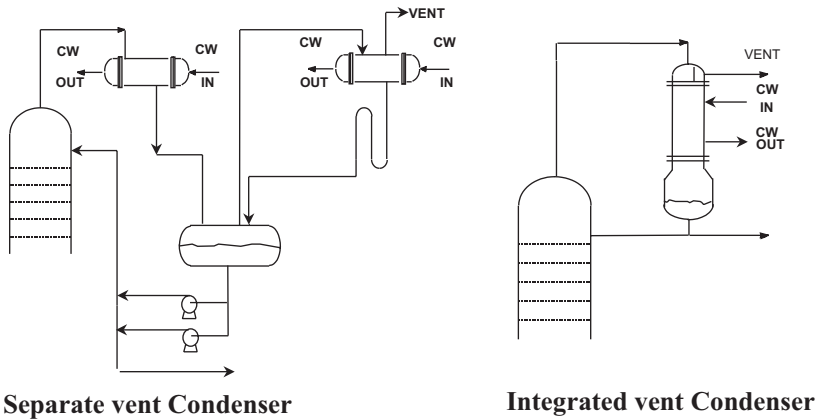 VENT
CW
CW
OUT
IN
CW
CW
OUT
IN
VENT
CW
IN
CW
OUT
Separate vent Condenser
Integrated vent Condenser